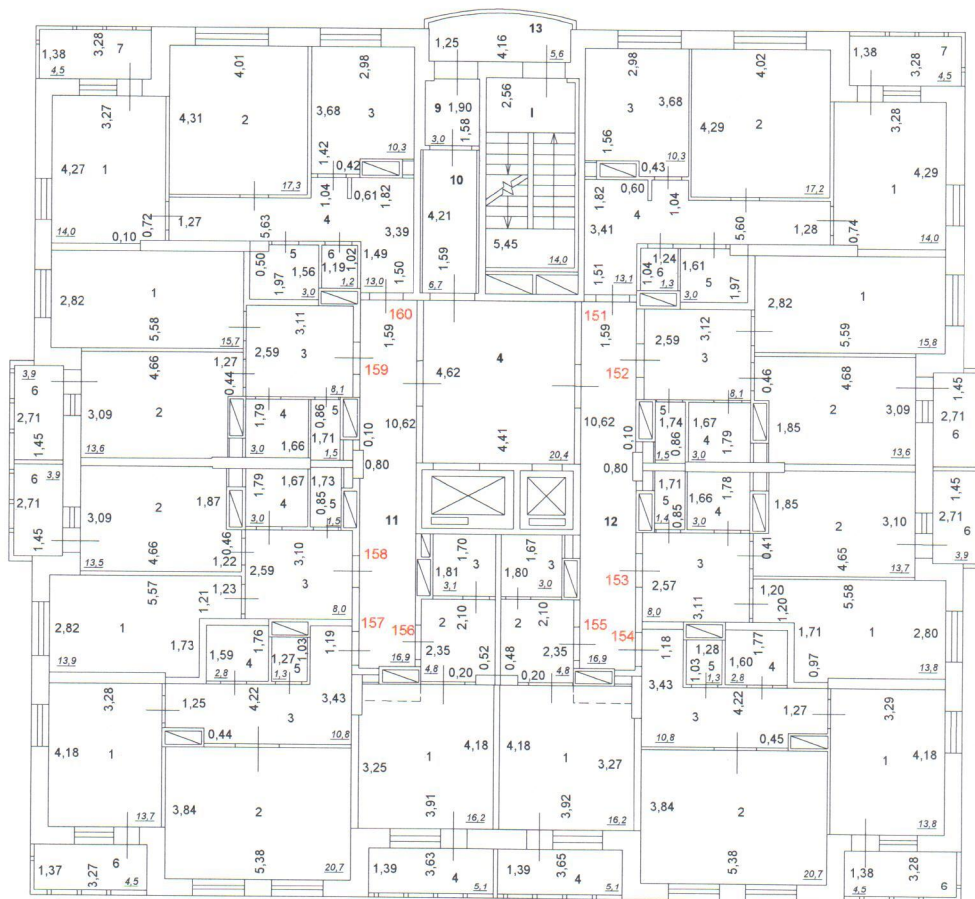 13
1,38 3,28 7 4,5
4,01
4,31 2 17,3
2,98
3,68 3 10,3
1,42 0,42
1,25 4,16 5,6
9 1,90 1,58 3,0
2,56 I
2,98
3 3,68 10,3
1,56 0,43
4,02
4,29 2 17,2
1,38 3,28 7 4,5
3,27
4,27 1 14,0
0,72 0,10
1,27 5,63 4
1,04 0,61 1,82
3,39
1,49 1,50 13,0
10
4,21 1,59 6,7
5,45 14,0
1,82 0,60 1,04
4
3,41 5,60 1,28
1,51 13,1
3,28
1 4,29 14,0
0,74
0,50 5 1,56 1,97 3,0
6 1,02 1,19 1,2
1,24 1,04 6 1,3
1,61 5 1,97 3,0
160
151
1,59
1,59
2,82 1 5,58 15,7
3,11
2,59 3 8,1
159
4
4,62
4,41 20,4
152
3,12
2,59 3 8,1
2,82 1 5,59 15,8
4,66
3,09 2 13,6
1,27 0,44
3,9 6 2,71 1,45
1,79 4 1,66 3,0
0,86 5 1,71 1,5
10,62
0,10
0,80
10,62
0,10
0,80
5 1,74 0,86 1,5
1,67 4 1,79 3,0
0,46
4,68
2 3,09 13,6
1,85
1,45 2,71 6
3,9 6 2,71 1,45
3,09 2 4,66 13,5
1,87
1,79 1,67 4 3,0
1,73 0,85 5 1,5
11
12
1,71 5 0,85 1,4
1,78 1,66 4 3,0
1,85
2 3,10 4,65 13,7
1,45 2,71 6 3,9
0,46 1,22
3,10
2,59 3 8,0
158
1,70 1,81 3 3,1
1,67 1,80 3 3,0
153
2,57 3 3,11 8,0
0,41
5,57
2,82 1 13,9
1,21 1,23
1,73
157
156
16,9
2 2,10 2,35 4,8
0,52 0,20
2 2,10 2,35 4,8
0,48 0,20
155
154
16,9
1,20 1,20
5,58
1,71 1 2,80 13,8
0,97
1,76 1,59 4 2,8
1,03 1,27 5 1,3
1,19
1,18
1,28 1,03 5 1,3
1,77 1,60 4 2,8
3,28
4,18 1 13,7
1,25 4,22 3,43
3 10,8
0,44
3,25 1 4,18 3,91 16,2
4,18 1 3,27 3,92 16,2
3,43 4,22 1,27
3 10,8
0,45
3,29
1 4,18 13,8
3,84 2 5,38 20,7
3,84 2 5,38 20,7
1,37 3,27 6 4,5
1,39 3,63 4 5,1
1,39 3,65 4 5,1
1,38 3,28 6 4,5